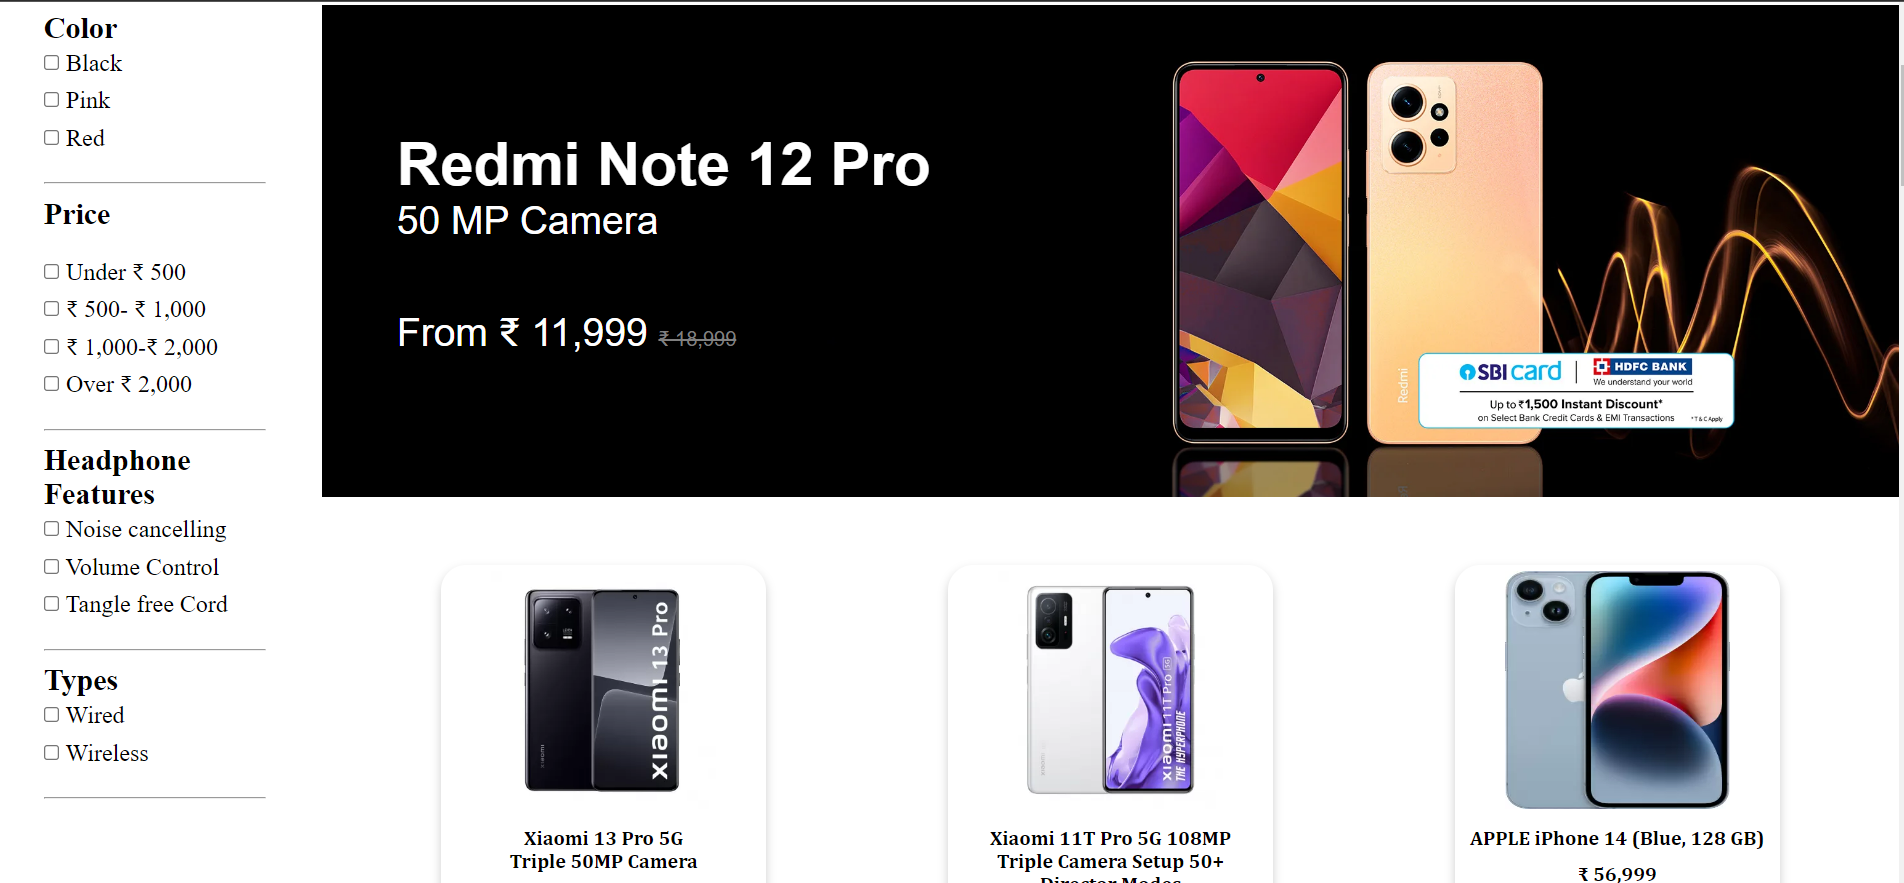 Color
Black
Pink
Red
Price
Under ₹ 500
₹ 500- ₹ 1,000
₹ 1,000-₹ 2,000
Over ₹ 2,000
Headphone
Features
Noise cancelling
Volume Control
Tangle free Cord
Types
Wired
Wireless
Redmi Note 12 Pro
50 MP Camera
From ₹ 11,999 ₹ 18,999
Redmi
SBI card
HDFC BANK
We understand your world
Up to ₹1,500 Instant Discount*
on Select Bank Credit Cards & EMI Transactions
*T & C Apply
xiaomi 13 Pro
xiaomi
Xiaomi 13 Pro 5G
Triple 50MP Camera
xiaomi 11T Pro 5G
THE HYPERPHONE
xiaomi
Xiaomi 11T Pro 5G 108MP
Triple Camera Setup 50+
Director Modes
APPLE iPhone 14 (Blue, 128 GB)
₹ 56,999